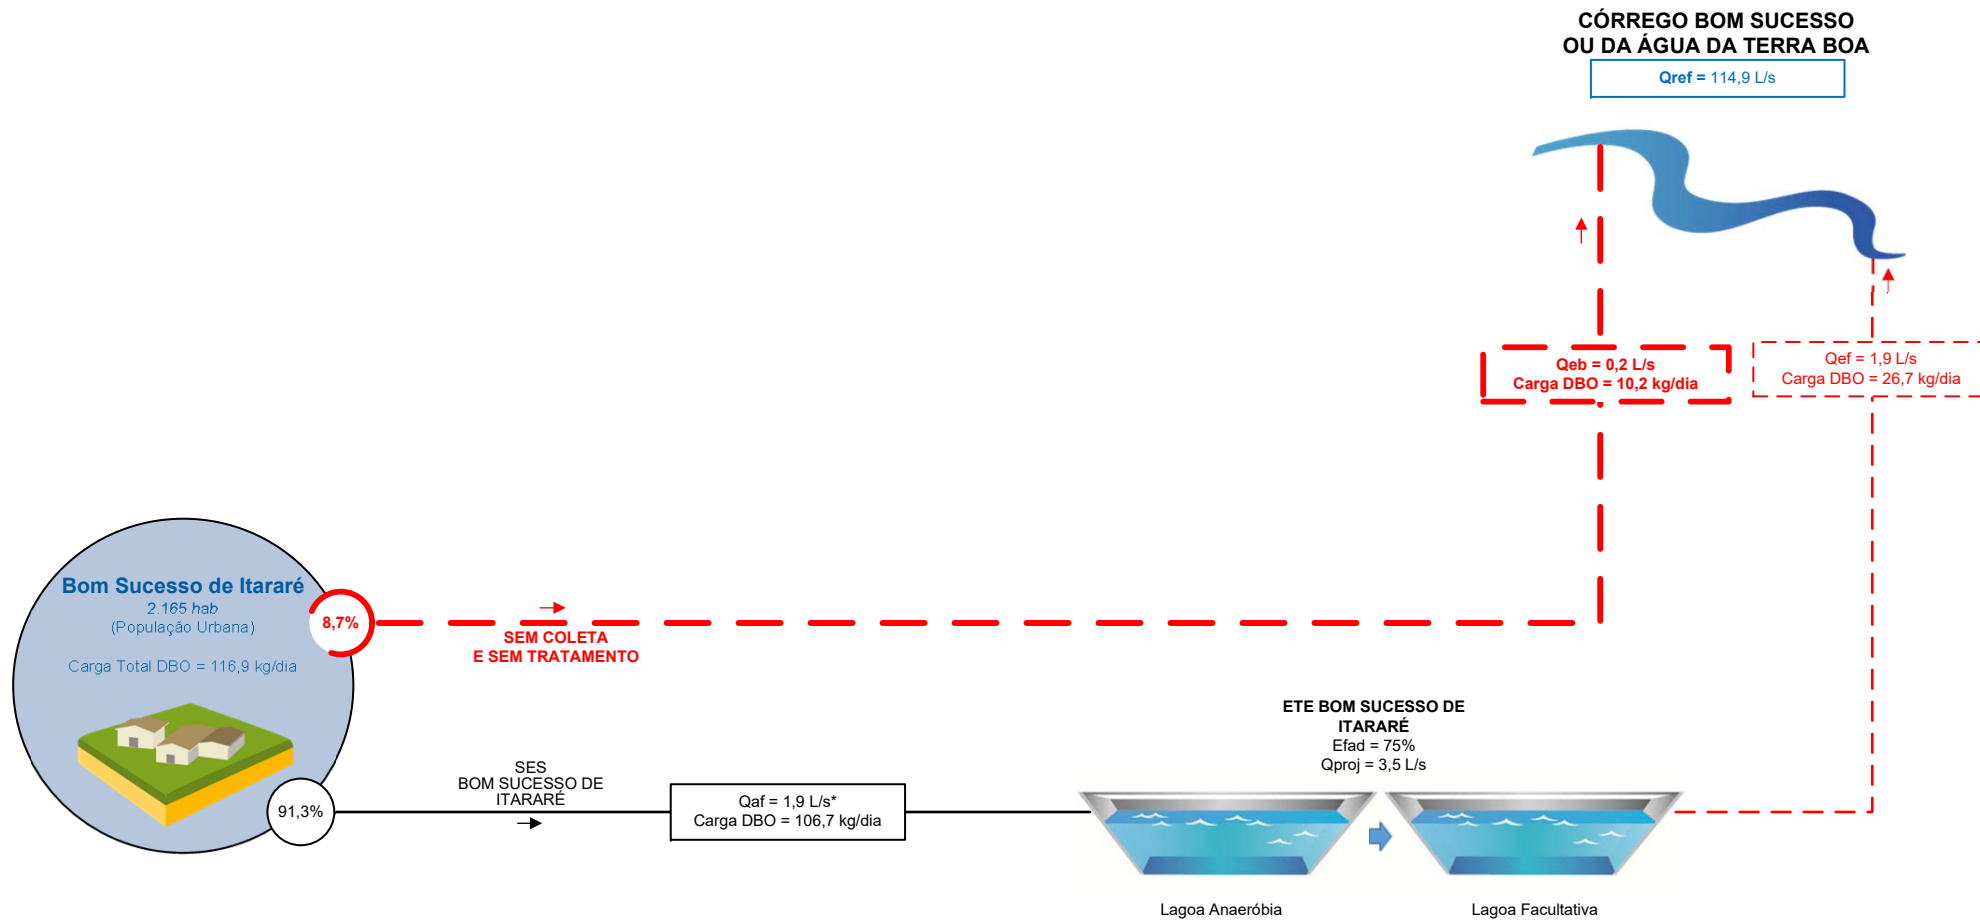 CÓRREGO BOM SUCESSO
OU DA ÁGUA DA TERRA BOA
Qref = 114,9 L/s
Qeb = 0,2 L/s
Carga DBO = 10,2 kg/dia
Qef = 1,9 L/s
Carga DBO = 26,7 kg/dia
Bom Sucesso de Itararé
2.165 hab
(População Urbana)
Carga Total DBO = 116,9 kg/dia
8,7%
SEM COLETA
E SEM TRATAMENTO
91,3%
SES
BOM SUCESSO DE
ITARARÉ
Qaf = 1,9 L/s*
Carga DBO = 106,7 kg/dia
ETE BOM SUCESSO DE
ITARARÉ
Efad = 75%
Qproj = 3,5 L/s
Lagoa Anaeróbia
Lagoa Facultativa